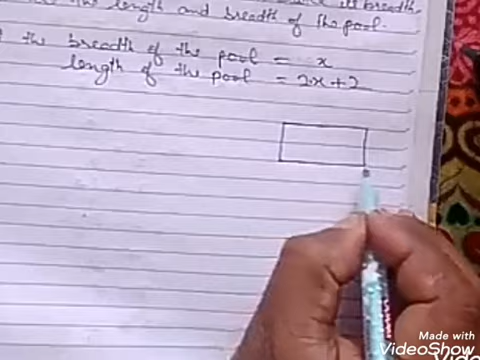 the length and breadth of the pool.
the breadth of the pool = x
length of the pool = 2x + 2
Made with
VideoShow